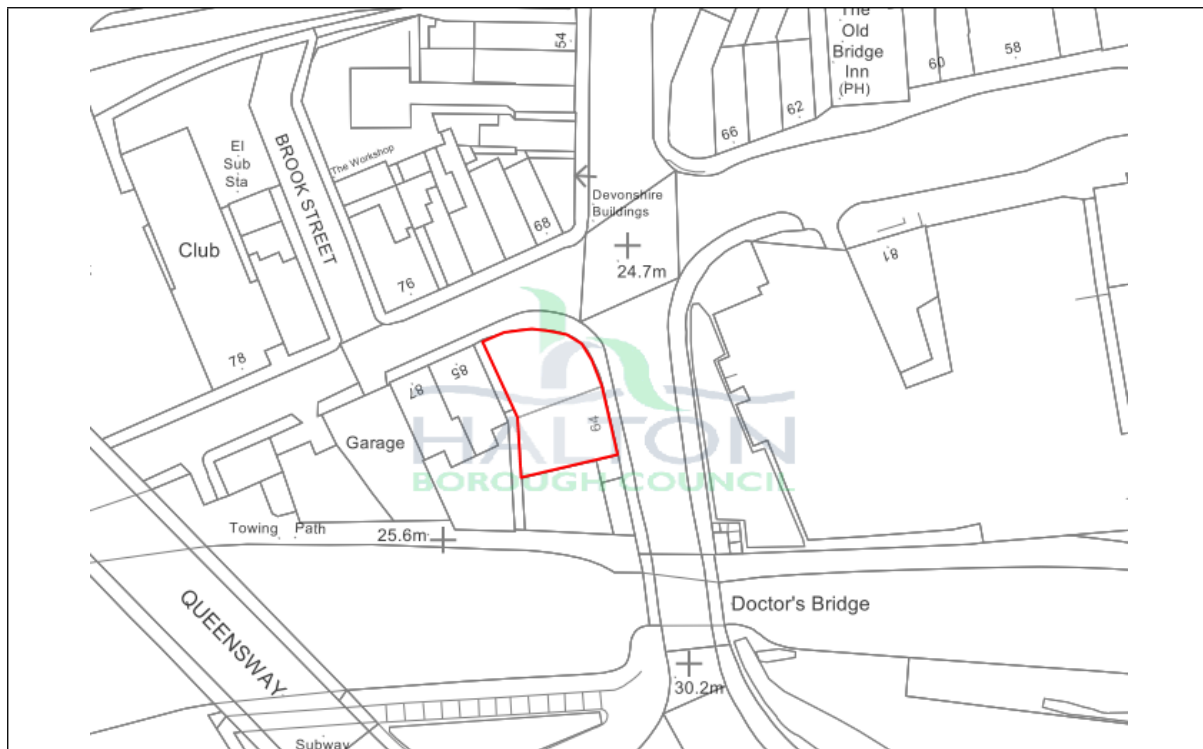 The
Old
Bridge
Inn
(PH)
54
58
60
62
66
El
Sub
Sta
BROOK STREET
The Workshop
Devonshire
Buildings
68
Club
24.7m
81
76
78
85
87
64
Garage
HALTON
BOROUGH COUNCIL
Towing Path
25.6m
QUEENSWAY
Doctor's Bridge
30.2m
Subway